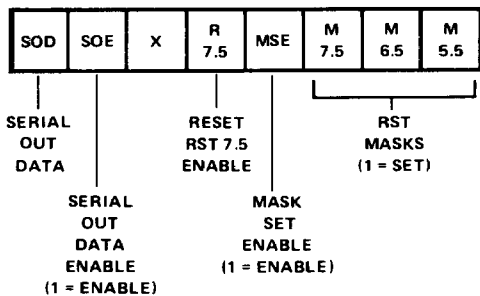 SOD SOE X R 7.5 MSE M 7.5 M 6.5 M 5.5
SERIAL
OUT
DATA
SERIAL
OUT
DATA
ENABLE
(1 = ENABLE)
RESET
RST 7.5
ENABLE
MASK
SET
ENABLE
(1 = ENABLE)
RST
MASKS
(1 = SET)